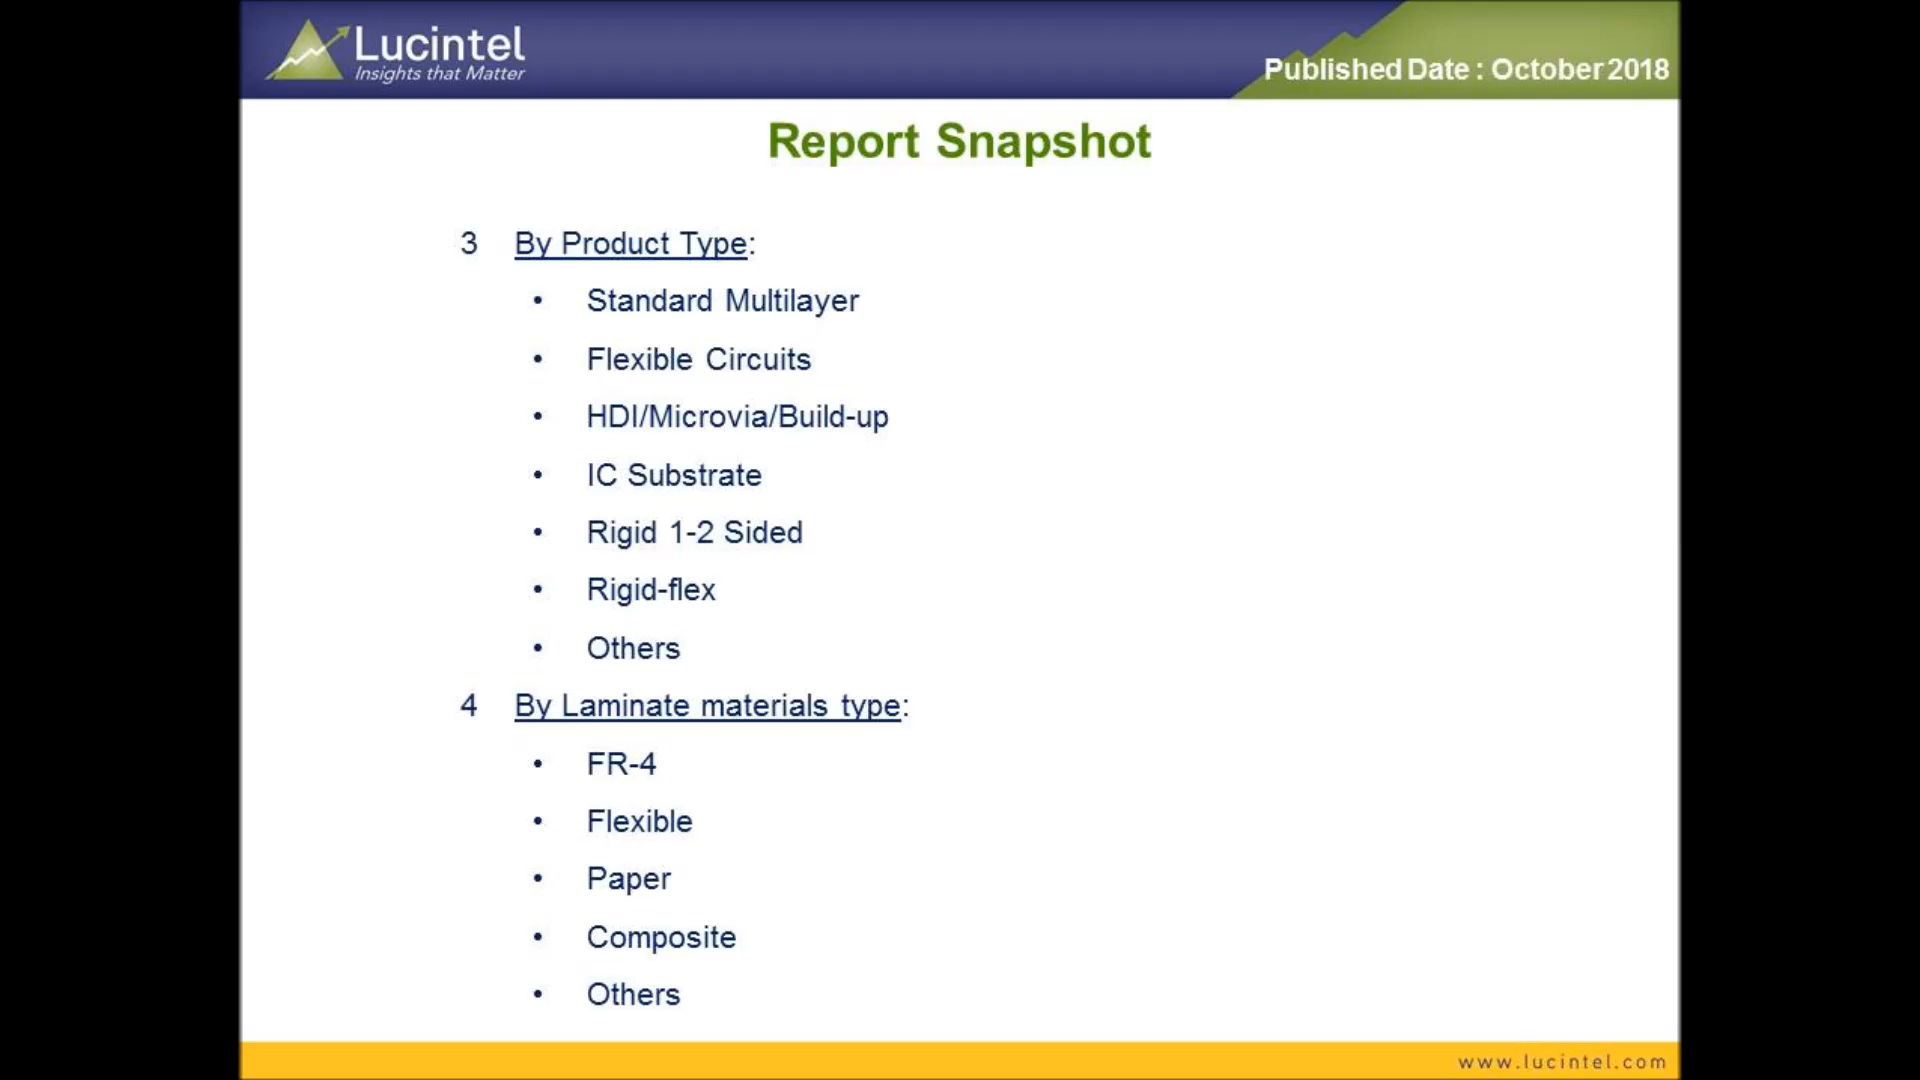 Lucintel
Insights that Matter
Published Date : October 2018
Report Snapshot
3 By Product Type:
• Standard Multilayer
• Flexible Circuits
• HDI/Microvia/Build-up
• IC Substrate
• Rigid 1-2 Sided
• Rigid-flex
• Others
4 By Laminate materials type:
• FR-4
• Flexible
• Paper
• Composite
• Others
www.lucintel.com